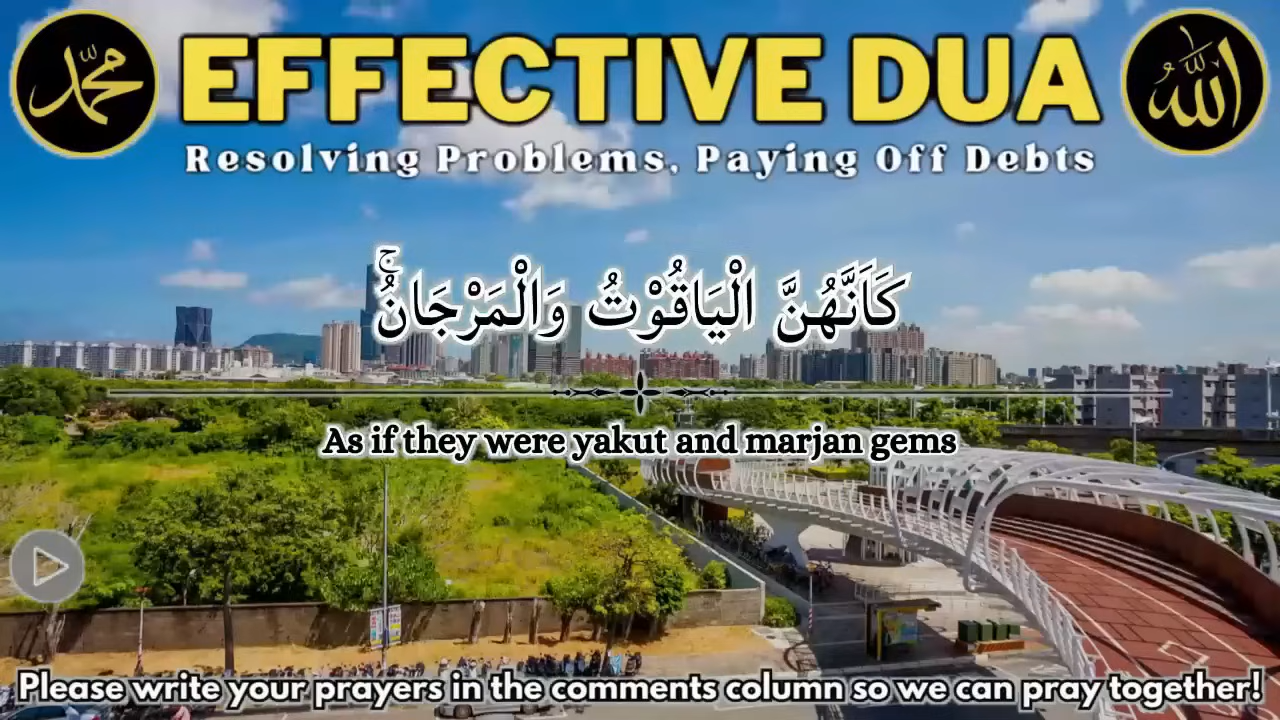 محمد
الله
EFFECTIVE DUA
Resolving Problems, Paying Off Debts
كَاَنَّهُنَّ الْيَاقُوْتُ وَالْمَرْجَانُۚ
As if they were yakut and marjan gems
Please write your prayers in the comments column so we can pray together!